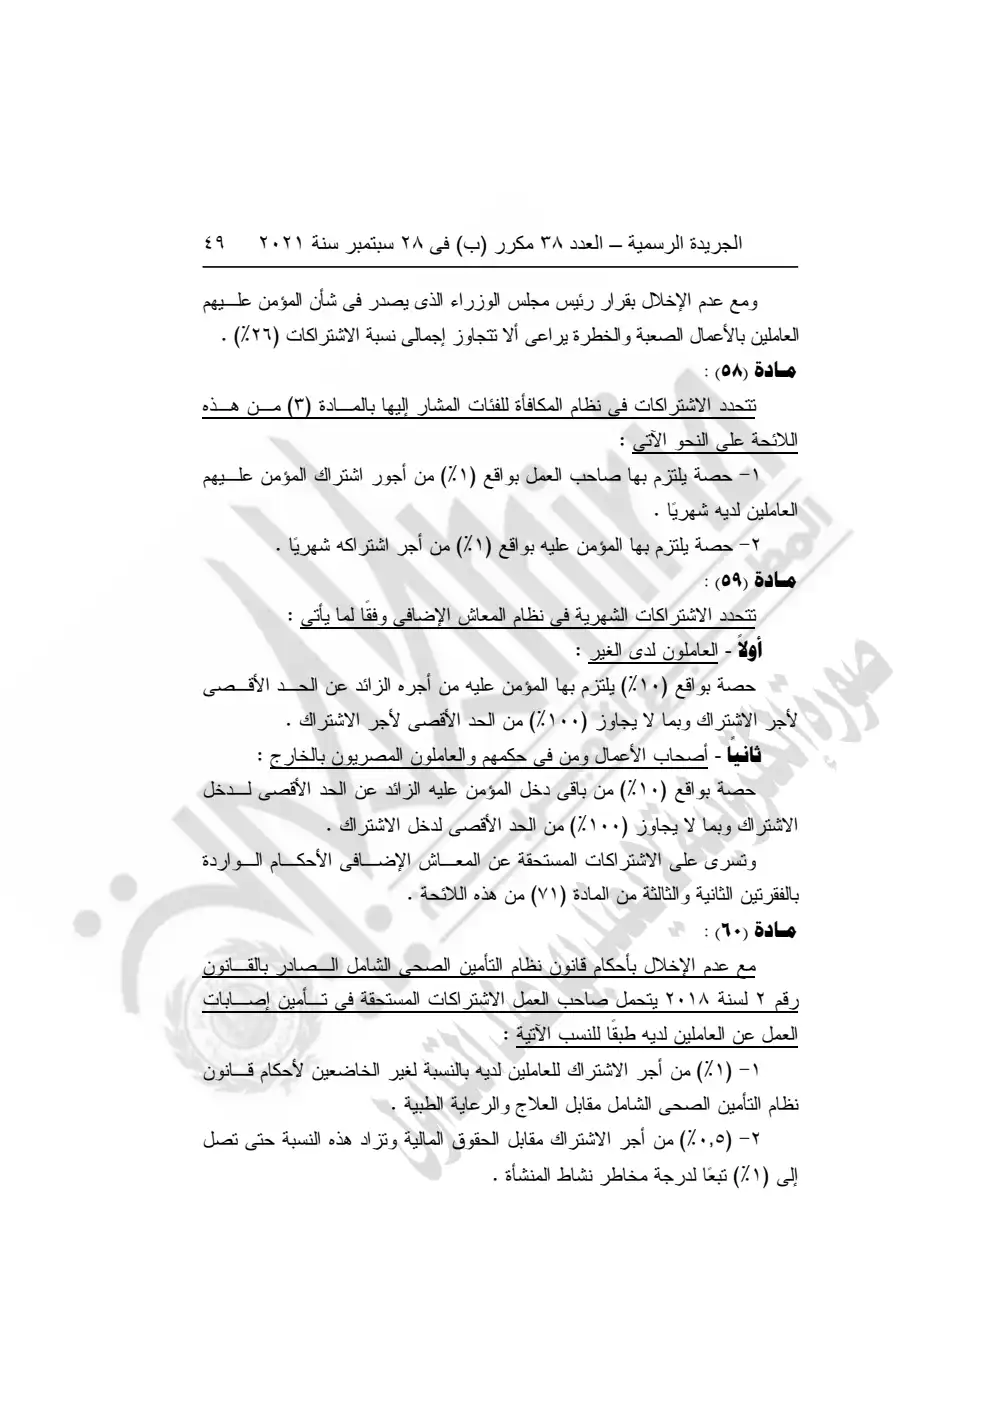 الجريدة الرسمية – العدد ٣٨ مكرر (ب) فى ٢٨ سبتمبر سنة ٢٠٢١ ٤٩
ومع عدم الإخلال بقرار رئيس مجلس الوزراء الذى يصدر فى شأن المؤمن عليهم
العاملين بالأعمال الصعبة والخطرة يراعى ألا تتجاوز إجمالى نسبة الاشتراكات (٢٦٪) .
مادة (٥٨) :
تتحدد الاشتراكات فى نظام المكافأة للفئات المشار إليها بالمادة (٣) من هذه
اللائحة على النحو الآتى :
١- حصة يلتزم بها صاحب العمل بواقع (١٪) من أجور اشتراك المؤمن عليهم
العاملين لديه شهريًا .
٢- حصة يلتزم بها المؤمن عليه بواقع (١٪) من أجر اشتراكه شهريًا .
مادة (٥٩) :
تتحدد الاشتراكات الشهرية فى نظام المعاش الإضافى وفقًا لما يأتى :
أولاً - العاملون لدى الغير :
حصة بواقع (١٠٪) يلتزم بها المؤمن عليه من أجره الزائد عن الحد الأقصى
لأجر الاشتراك وبما لا يجاوز (١٠٠٪) من الحد الأقصى لأجر الاشتراك .
ثانياً - أصحاب الأعمال ومن فى حكمهم والعاملون المصريون بالخارج :
حصة بواقع (١٠٪) من باقى دخل المؤمن عليه الزائد عن الحد الأقصى لدخل
الاشتراك وبما لا يجاوز (١٠٠٪) من الحد الأقصى لدخل الاشتراك .
وتسرى على الاشتراكات المستحقة عن المعاش الإضافى الأحكام الواردة
بالفقرتين الثانية والثالثة من المادة (٧١) من هذه اللائحة .
مادة (٦٠) :
مع عدم الإخلال بأحكام قانون نظام التأمين الصحى الشامل الصادر بالقانون
رقم ٢ لسنة ٢٠١٨ يتحمل صاحب العمل الاشتراكات المستحقة فى تأمين إصابات
العمل عن العاملين لديه طبقًا للنسب الآتية :
١- (١٪) من أجر الاشتراك للعاملين لديه بالنسبة لغير الخاضعين لأحكام قانون
نظام التأمين الصحى الشامل مقابل العلاج والرعاية الطبية .
٢- (٠,٥٪) من أجر الاشتراك مقابل الحقوق المالية وتزاد هذه النسبة حتى تصل
إلى (١٪) تبعًا لدرجة مخاطر نشاط المنشأة .